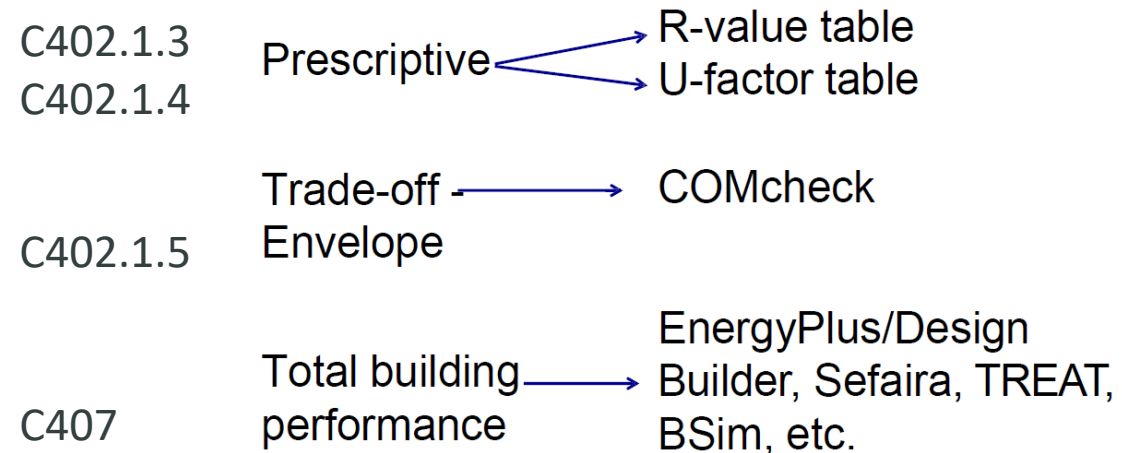 C402.1.3
C402.1.4
Prescriptive
R-value table
U-factor table
C402.1.5
Trade-off -
Envelope
COMcheck
C407
Total building
performance
EnergyPlus/Design
Builder, Sefaira, TREAT,
BSim, etc.